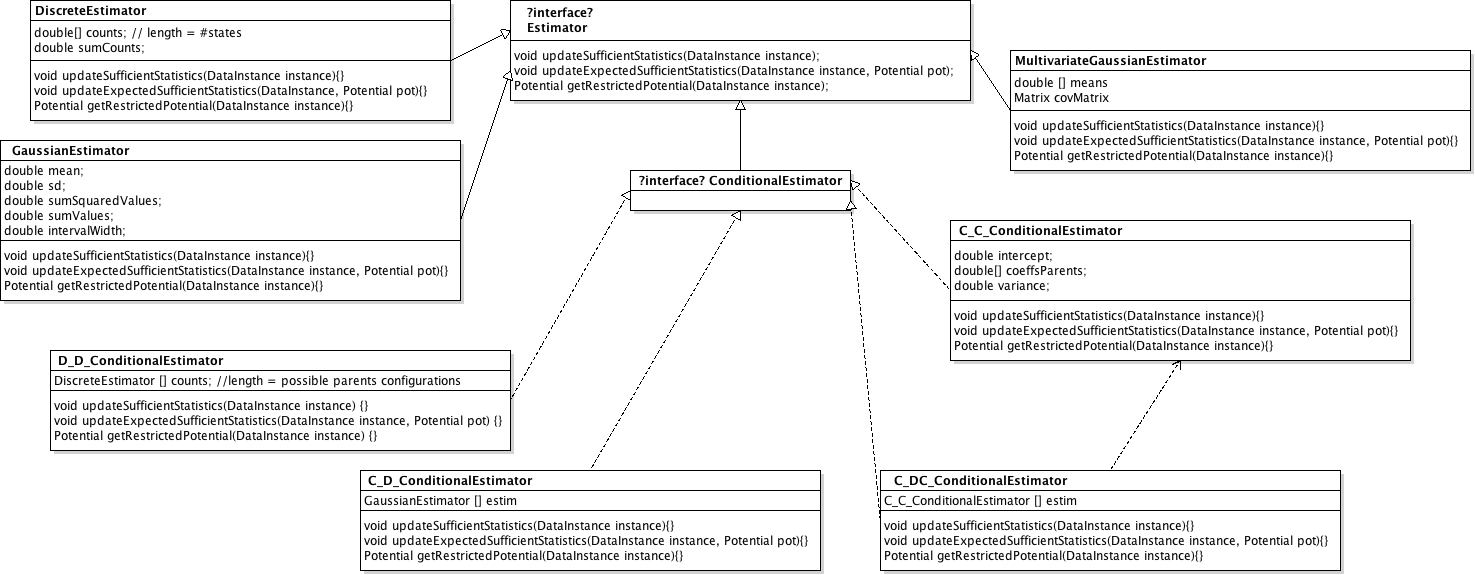 DiscreteEstimator
double[] counts; // length = #states
double sumCounts;
void updateSufficientStatistics(DataInstance instance){}
void updateExpectedSufficientStatistics(DataInstance, Potential pot){}
Potential getRestrictedPotential(DataInstance instance){}
?interface?
Estimator
void updateSufficientStatistics(DataInstance instance);
void updateExpectedSufficientStatistics(DataInstance instance, Potential pot);
Potential getRestrictedPotential(DataInstance instance);
MultivariateGaussianEstimator
double [] means
Matrix covMatrix
void updateSufficientStatistics(DataInstance instance){}
void updateExpectedSufficientStatistics(DataInstance instance, Potential pot){}
Potential getRestrictedPotential(DataInstance instance){}
GaussianEstimator
double mean;
double sd;
double sumSquaredValues;
double sumValues;
double intervalWidth;
void updateSufficientStatistics(DataInstance instance){}
void updateExpectedSufficientStatistics(DataInstance instance, Potential pot){}
Potential getRestrictedPotential(DataInstance instance){}
?interface? ConditionalEstimator
C_C_ConditionalEstimator
double intercept;
double[] coeffsParents;
double variance;
void updateSufficientStatistics(DataInstance instance){}
void updateExpectedSufficientStatistics(DataInstance instance, Potential pot){}
Potential getRestrictedPotential(DataInstance instance){}
D_D_ConditionalEstimator
DiscreteEstimator [] counts; //length = possible parents configurations
void updateSufficientStatistics(DataInstance instance) {}
void updateExpectedSufficientStatistics(DataInstance instance, Potential pot) {}
Potential getRestrictedPotential(DataInstance instance) {}
C_D_ConditionalEstimator
GaussianEstimator [] estim
void updateSufficientStatistics(DataInstance instance){}
void updateExpectedSufficientStatistics(DataInstance instance, Potential pot){}
Potential getRestrictedPotential(DataInstance instance){}
C_DC_ConditionalEstimator
C_C_ConditionalEstimator [] estim
void updateSufficientStatistics(DataInstance instance){}
void updateExpectedSufficientStatistics(DataInstance instance, Potential pot){}
Potential getRestrictedPotential(DataInstance instance){}